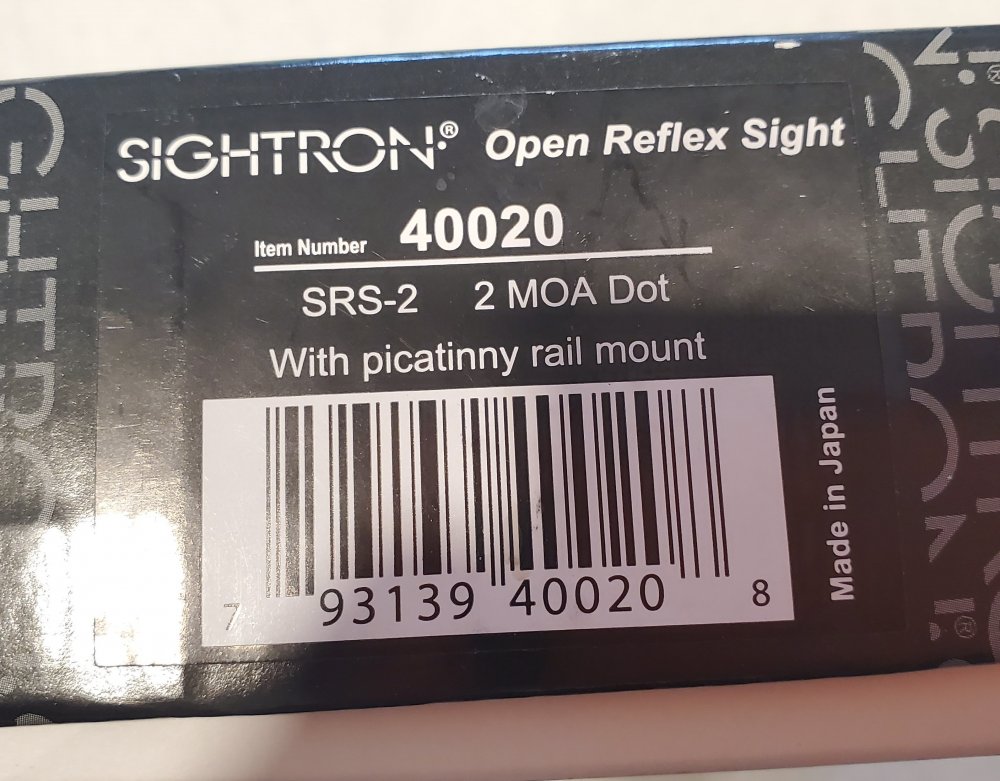 SIGHTRON® Open Reflex Sight
Item Number 40020
SRS-2 2 MOA Dot
With picatinny rail mount
7 93139 40020 8
Made in Japan